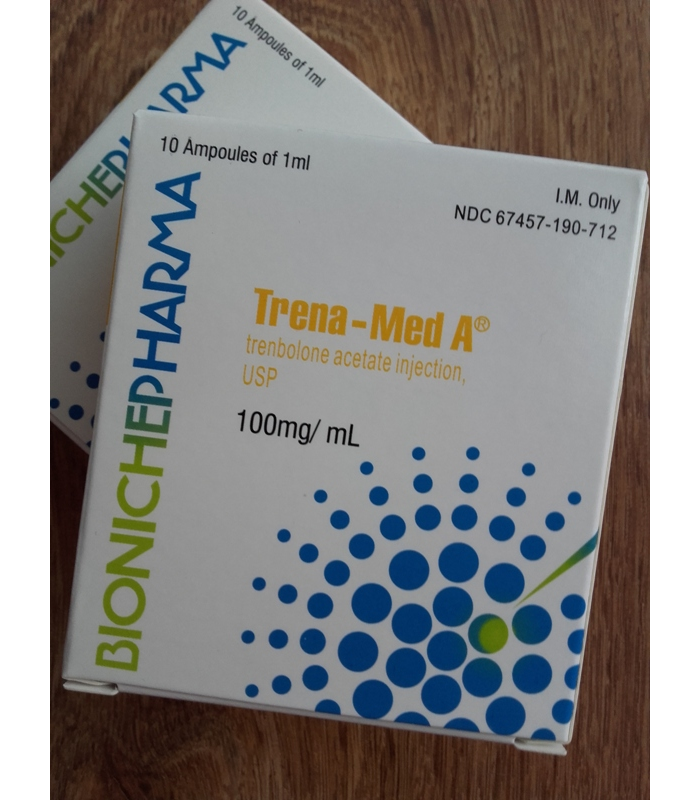 10 Ampoules of 1ml
BIONICHEPHARMA
10 Ampoules of 1ml
I.M. Only
NDC 67457-190-712
BIONICHEPHARMA
Trena-Med A®
trenbolone acetate injection,
USP
100mg/ mL